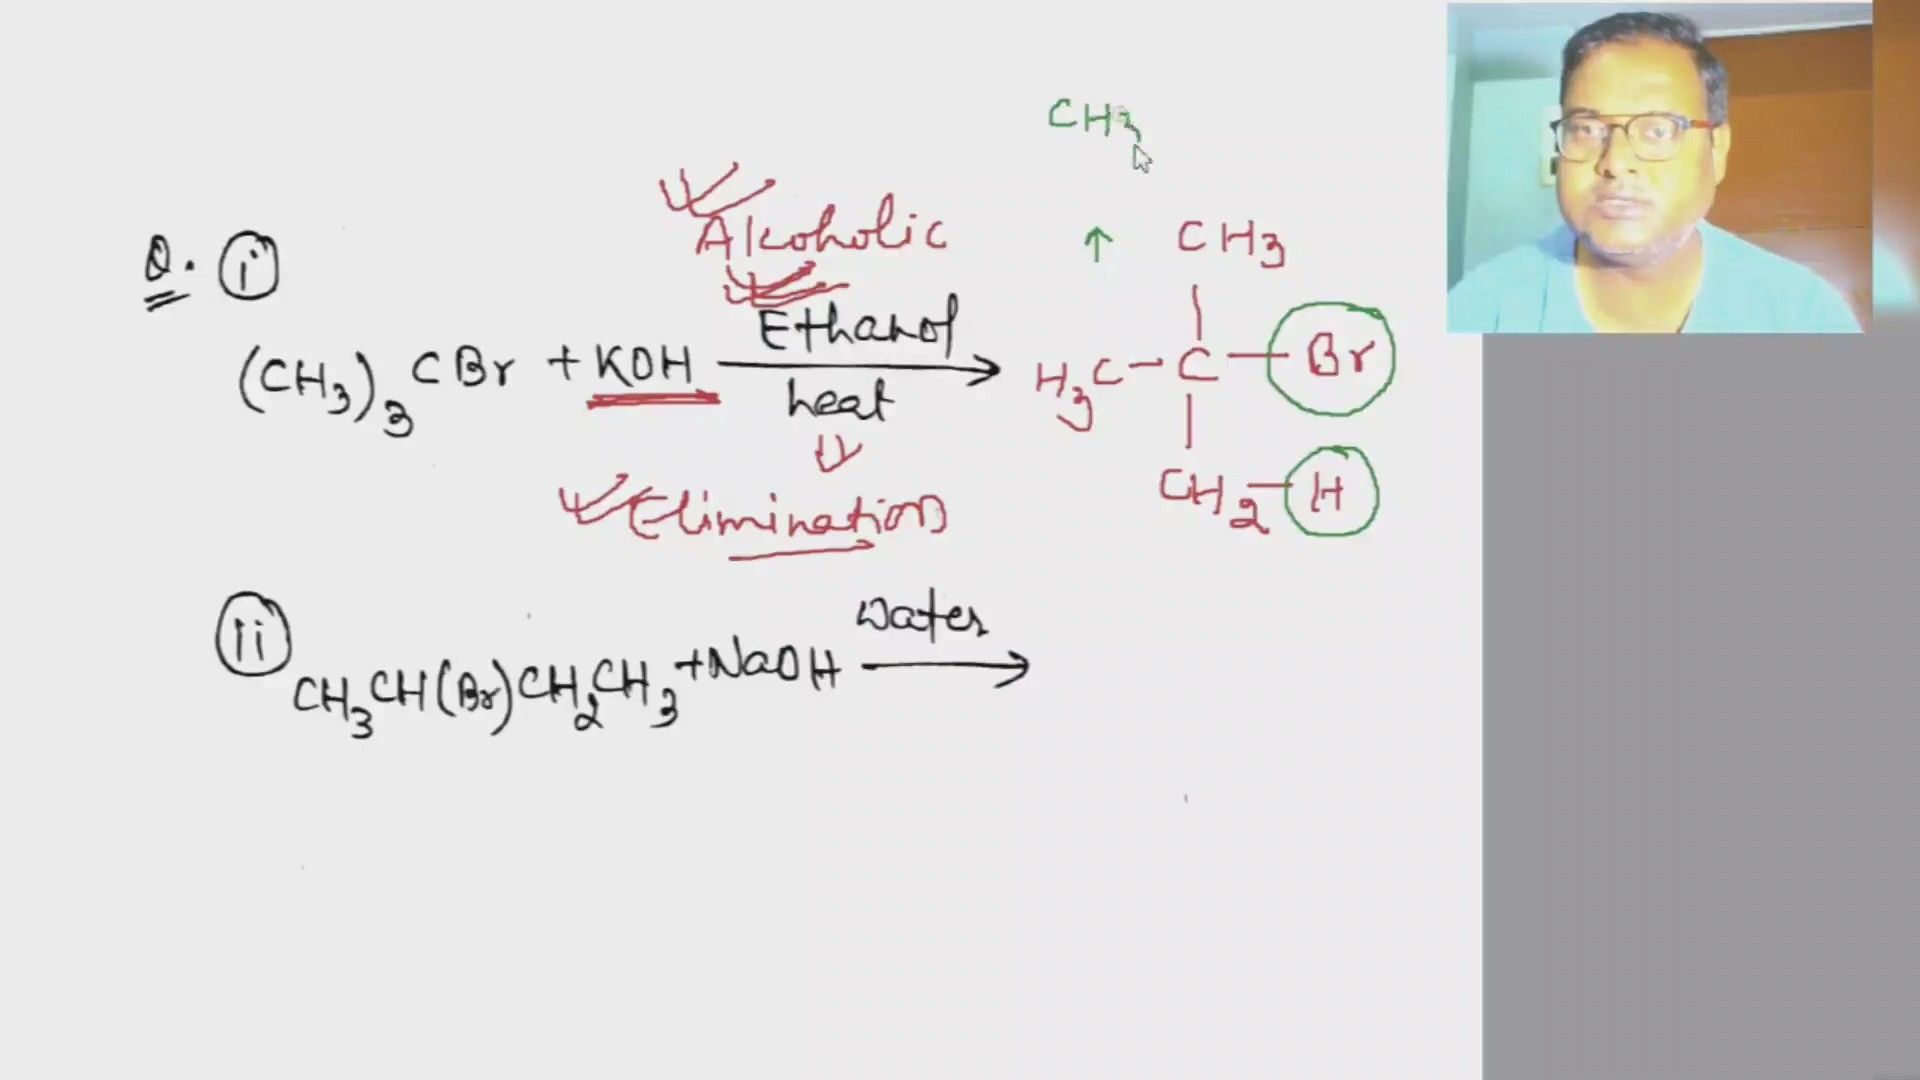 Q. i
Alcoholic
(CH3)3CBr + KOH
Ethanol
heat
Elimination
CH3
↑
CH3
|
H3C-C-Br
|
CH2-H
ii
CH3CH(Br)CH2CH3 + NaOH
Water